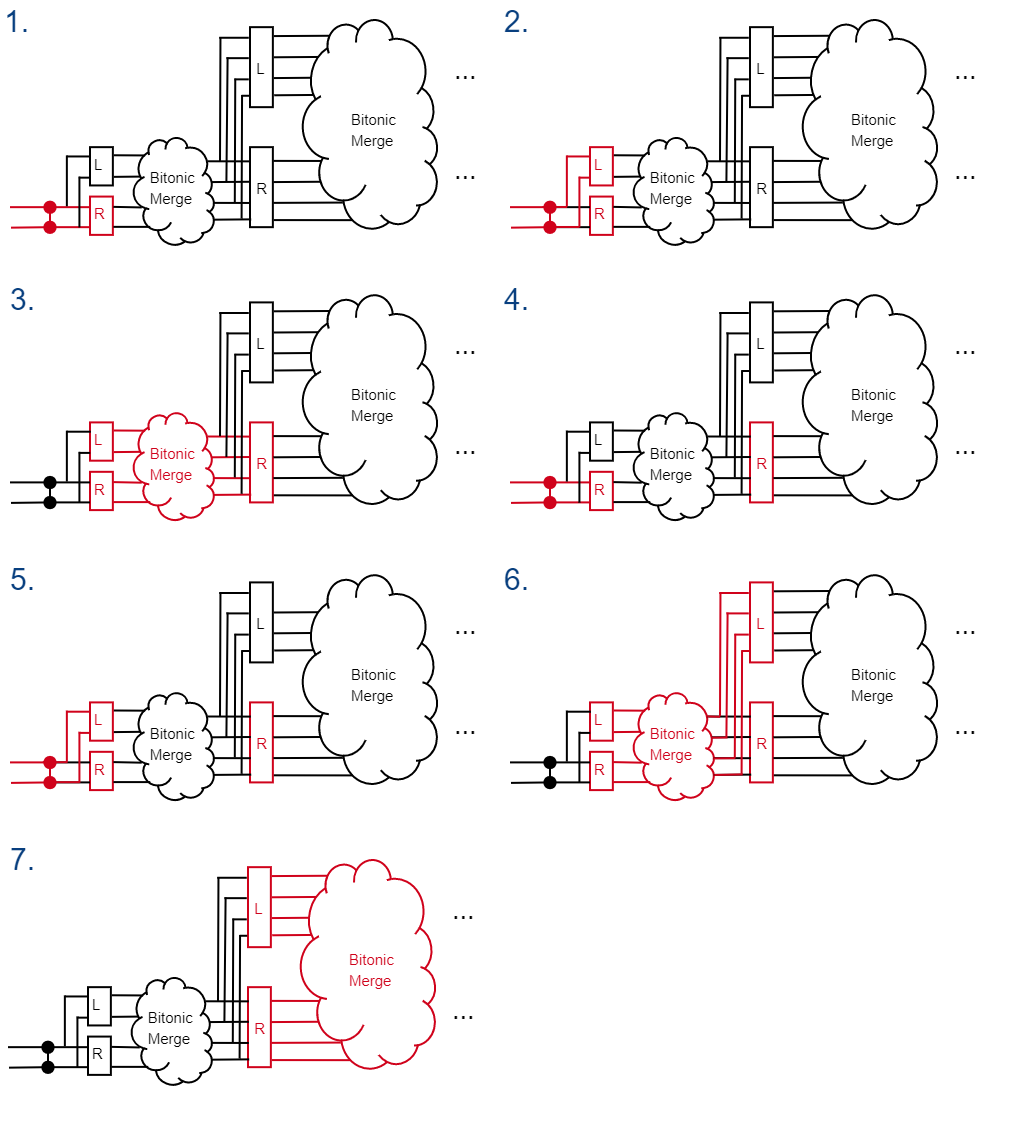 1.
L
Bitonic
Merge
...
L
Bitonic
Merge
R
R
...
2.
L
Bitonic
Merge
...
L
Bitonic
Merge
R
R
...
3.
L
Bitonic
Merge
...
L
Bitonic
Merge
R
R
...
4.
L
Bitonic
Merge
...
L
Bitonic
Merge
R
R
...
5.
L
Bitonic
Merge
...
L
Bitonic
Merge
R
R
...
6.
L
Bitonic
Merge
...
L
Bitonic
Merge
R
R
...
7.
L
Bitonic
Merge
...
L
Bitonic
Merge
R
R
...